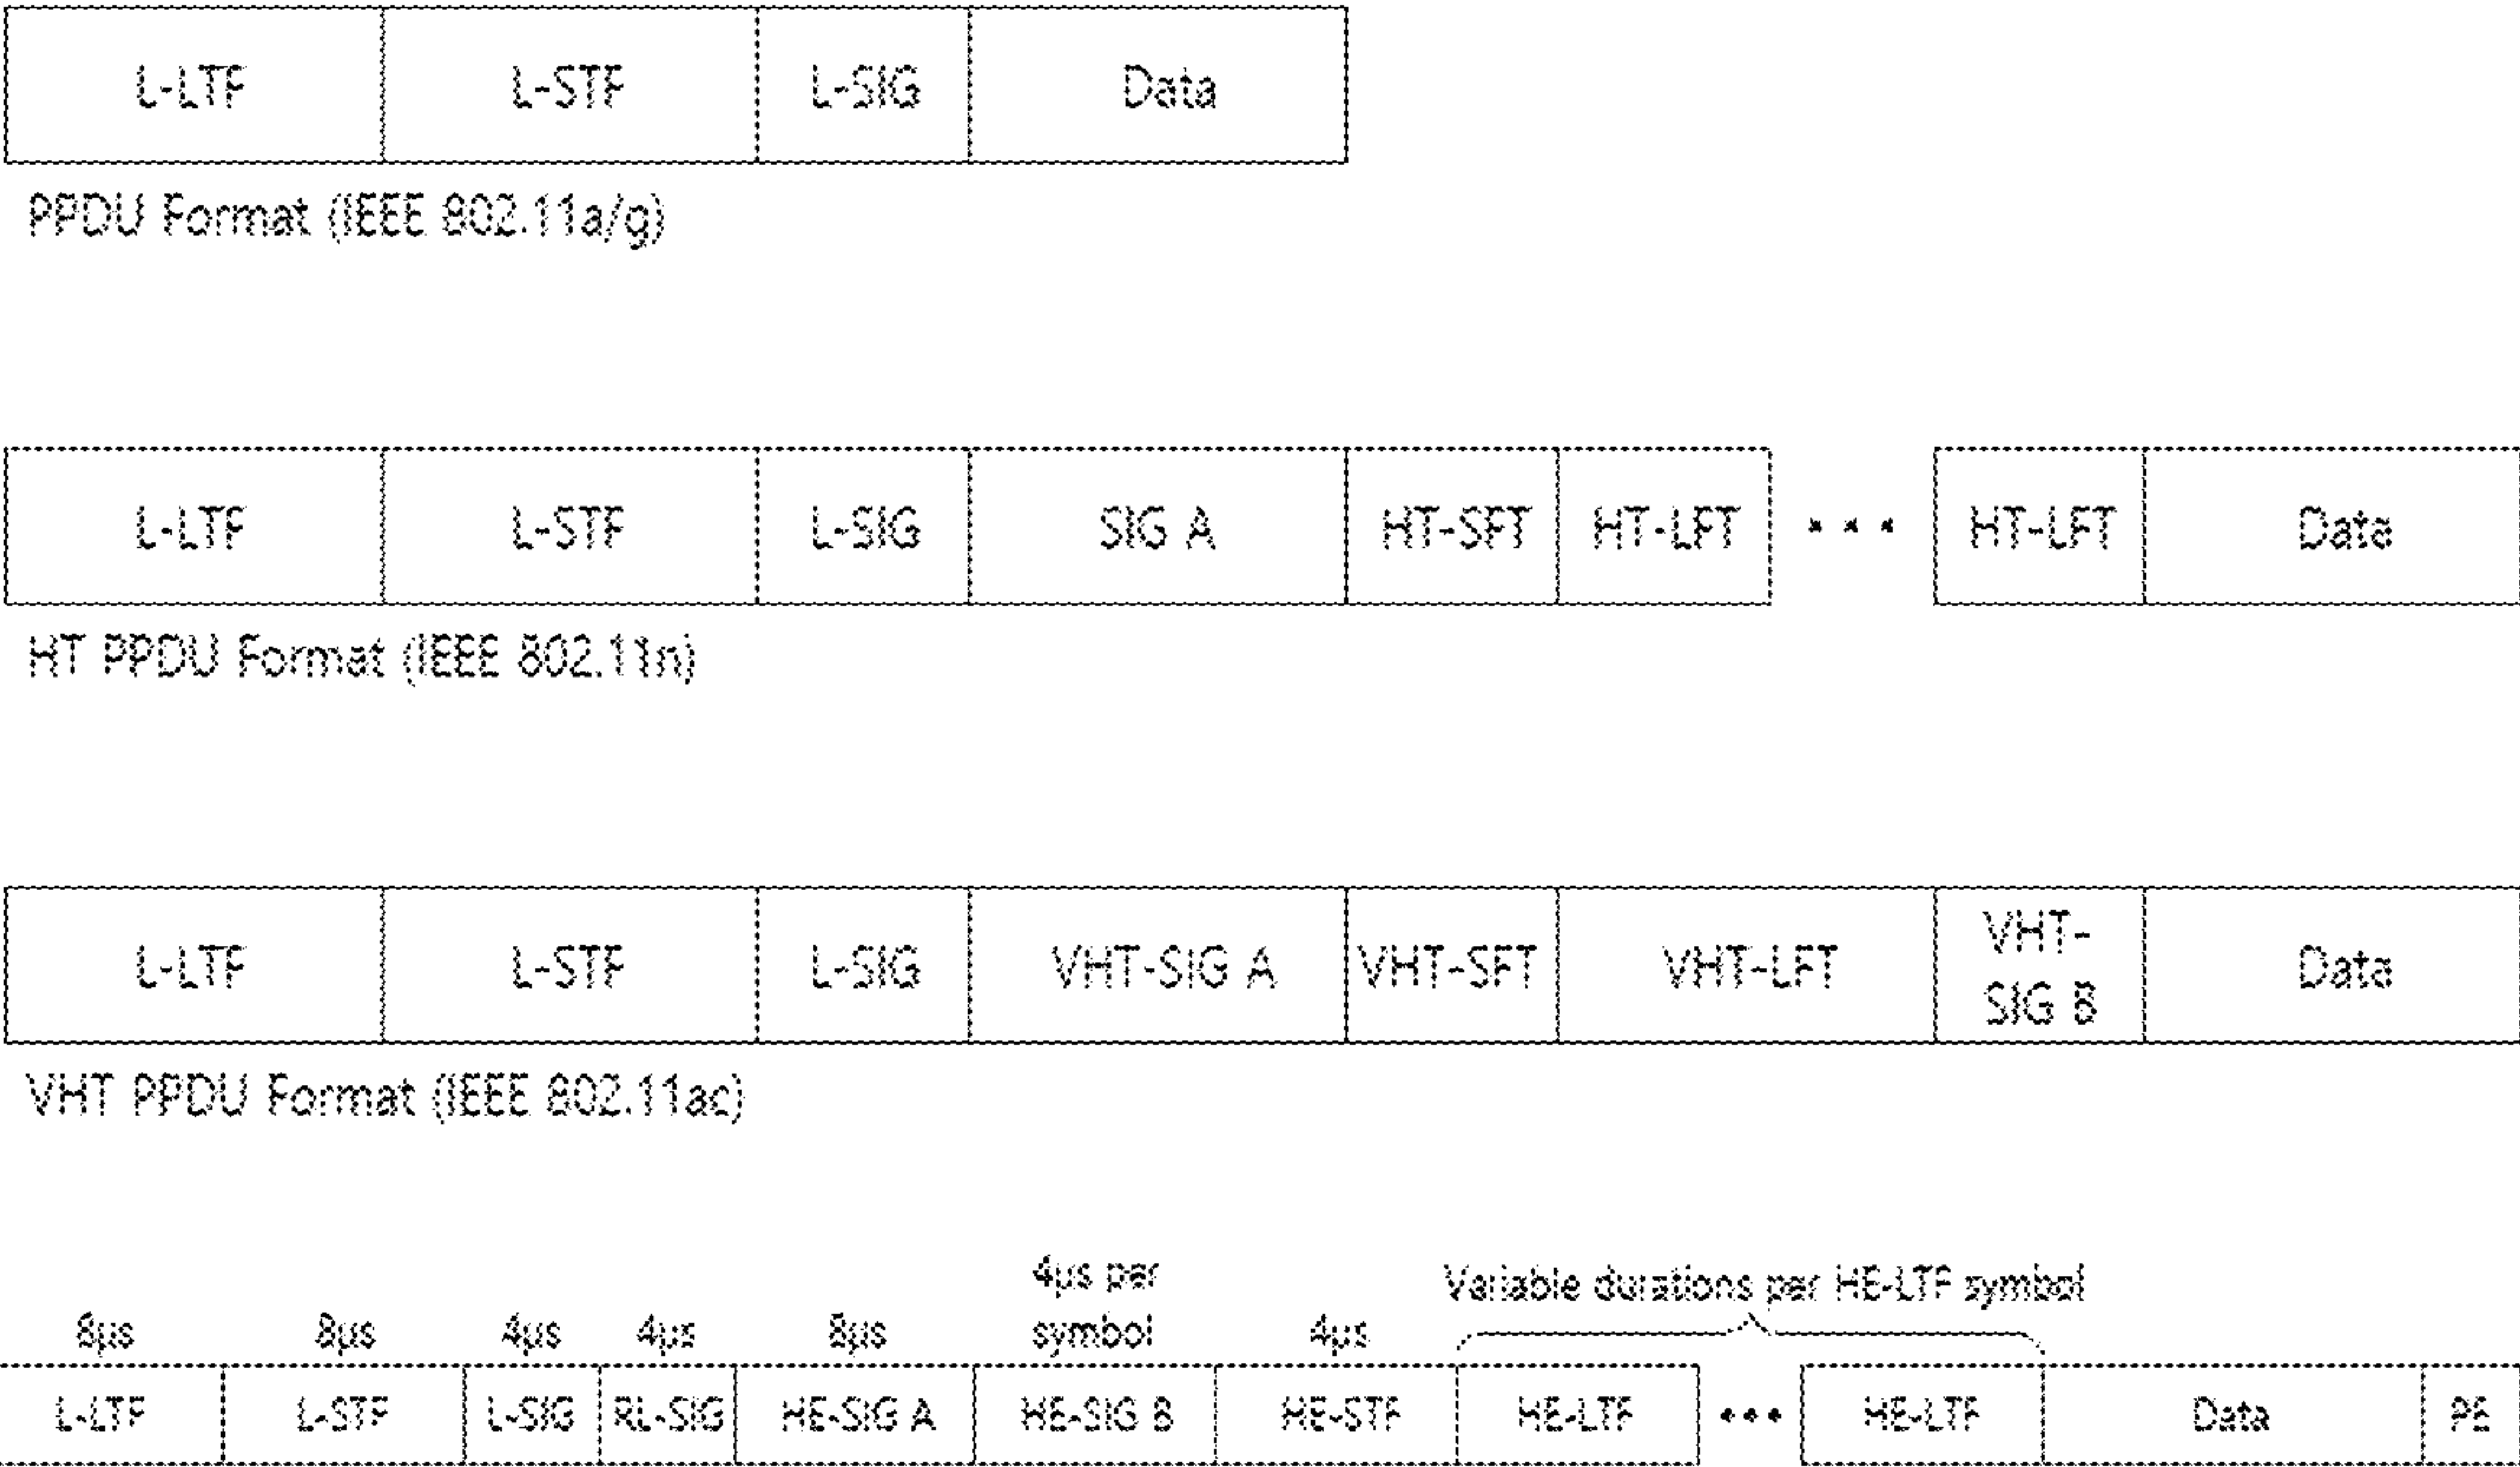 L-LTF L-STF L-SIG Data
PPDU Format (IEEE 802.11a/g)
L-LTF L-STF L-SIG SIG A HT-SFT HT-LFT ••• HT-LFT Data
HT PPDU Format (IEEE 802.11n)
L-LTF L-STF L-SIG VHT-SIG A VHT-SFT VHT-LFT VHT-
SIG B Data
VHT PPDU Format (IEEE 802.11ac)
4μs par
symbol
Variable durations par HE-LTF symbol
8μs 8μs 4μs 4μs 8μs 4μs
L-LTF L-STF L-SIG RL-SIG HE-SIG A HE-SIG B HE-STF HE-LTF ••• HE-LTF Data PE